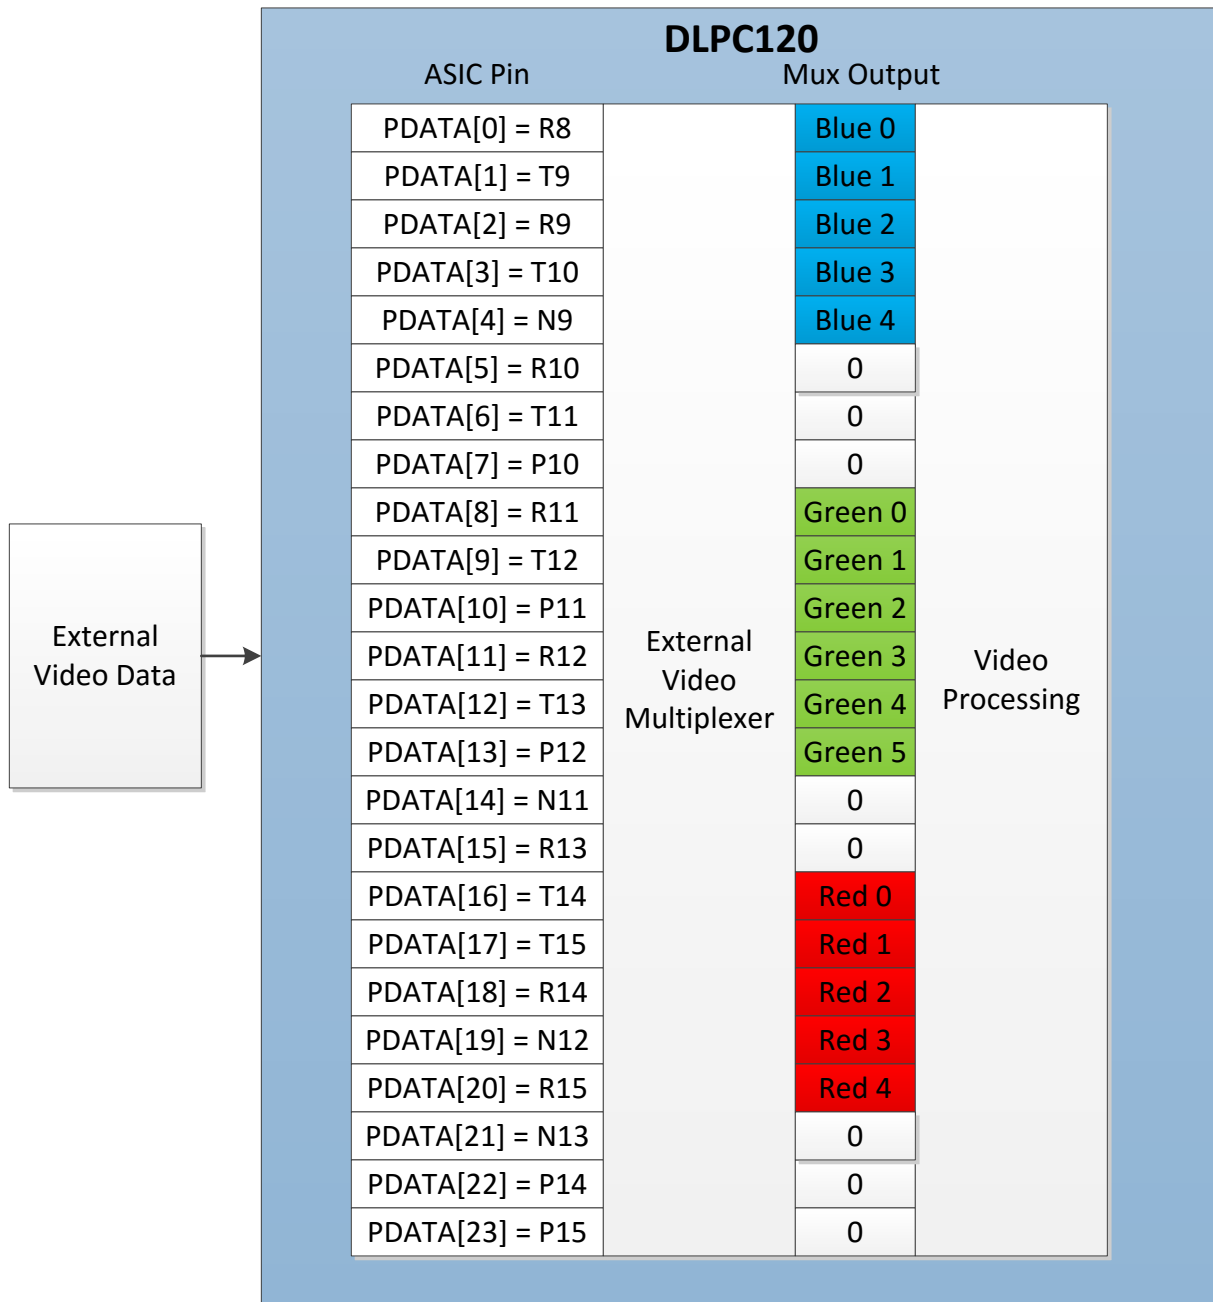 DLPC120
ASIC Pin Mux Output
PDATA[0] = R8 Blue 0
PDATA[1] = T9 Blue 1
PDATA[2] = R9 Blue 2
PDATA[3] = T10 Blue 3
PDATA[4] = N9 Blue 4
PDATA[5] = R10 0
PDATA[6] = T11 0
PDATA[7] = P10 0
PDATA[8] = R11 Green 0
PDATA[9] = T12 Green 1
PDATA[10] = P11 Green 2
PDATA[11] = R12 Green 3
PDATA[12] = T13 Green 4
PDATA[13] = P12 Green 5
PDATA[14] = N11 0
PDATA[15] = R13 0
PDATA[16] = T14 Red 0
PDATA[17] = T15 Red 1
PDATA[18] = R14 Red 2
PDATA[19] = N12 Red 3
PDATA[20] = R15 Red 4
PDATA[21] = N13 0
PDATA[22] = P14 0
PDATA[23] = P15 0
External
Video Data
External
Video
Multiplexer
Video
Processing